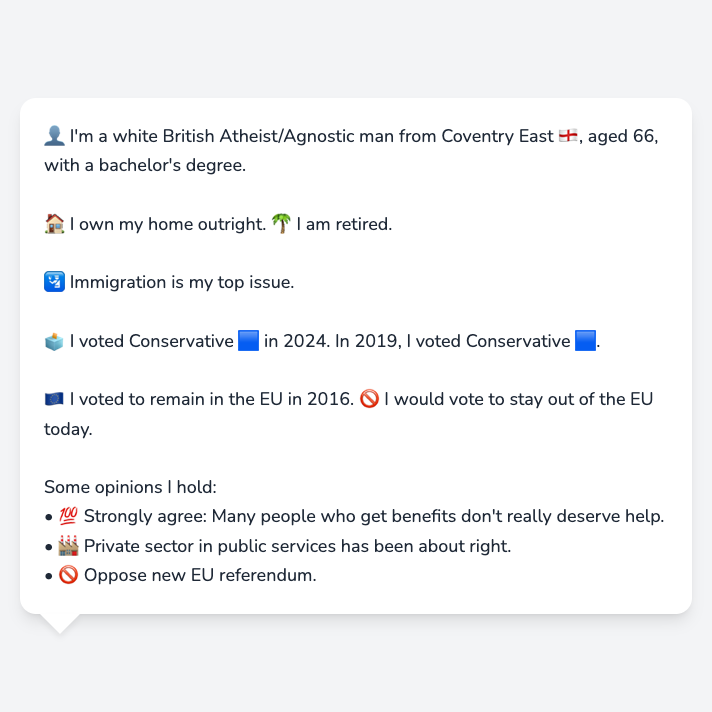 👤 I'm a white British Atheist/Agnostic man from Coventry East 🏴󠁧󠁢󠁥󠁮󠁧󠁿, aged 66,
with a bachelor's degree.
🏠 I own my home outright. 🌴 I am retired.
🛂 Immigration is my top issue.
🗳️ I voted Conservative 🟦 in 2024. In 2019, I voted Conservative 🟦.
🇪🇺 I voted to remain in the EU in 2016. 🚫 I would vote to stay out of the EU
today.
Some opinions I hold:
• 💯 Strongly agree: Many people who get benefits don't really deserve help.
• 🏭 Private sector in public services has been about right.
• 🚫 Oppose new EU referendum.